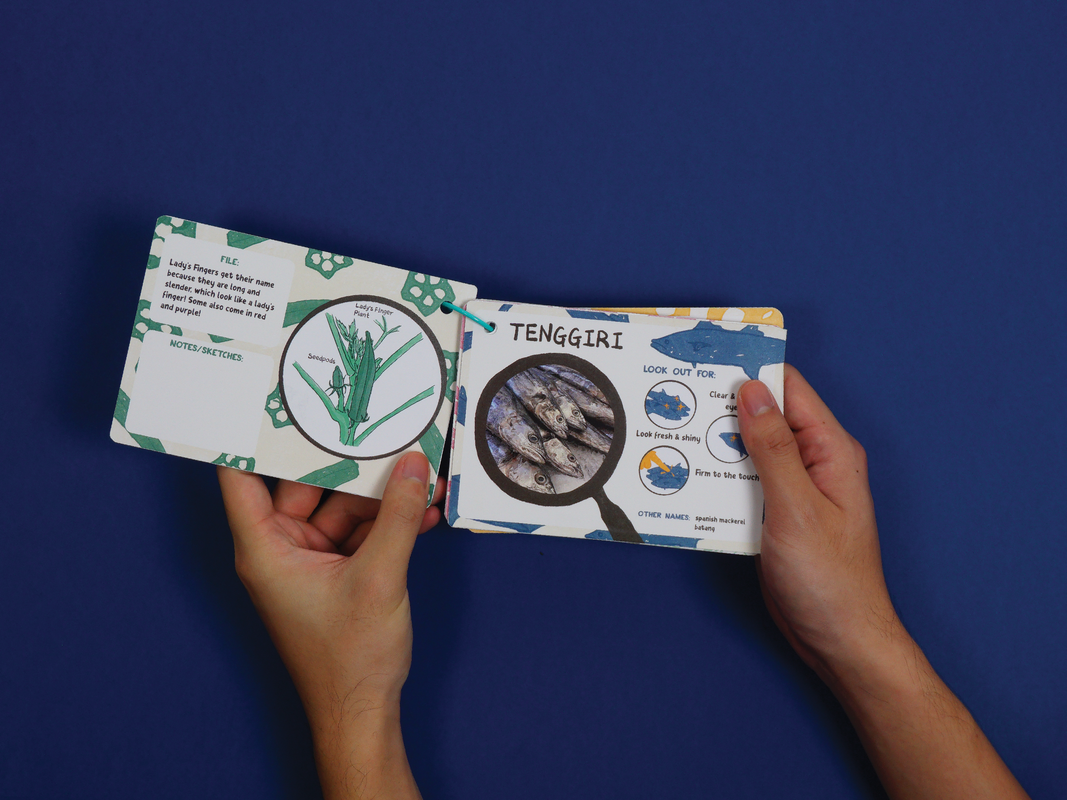 FILE:
Lady's Fingers get their name
because they are long and
slender, which look like a lady's
finger! Some also come in red
and purple!
NOTES/SKETCHES:
Lady's Finger
Plant
Seedpods
TENGGIRI
LOOK OUT FOR:
Clear &
eye
Look fresh & shiny
Firm to the touch
OTHER NAMES: spanish mackerel
batang